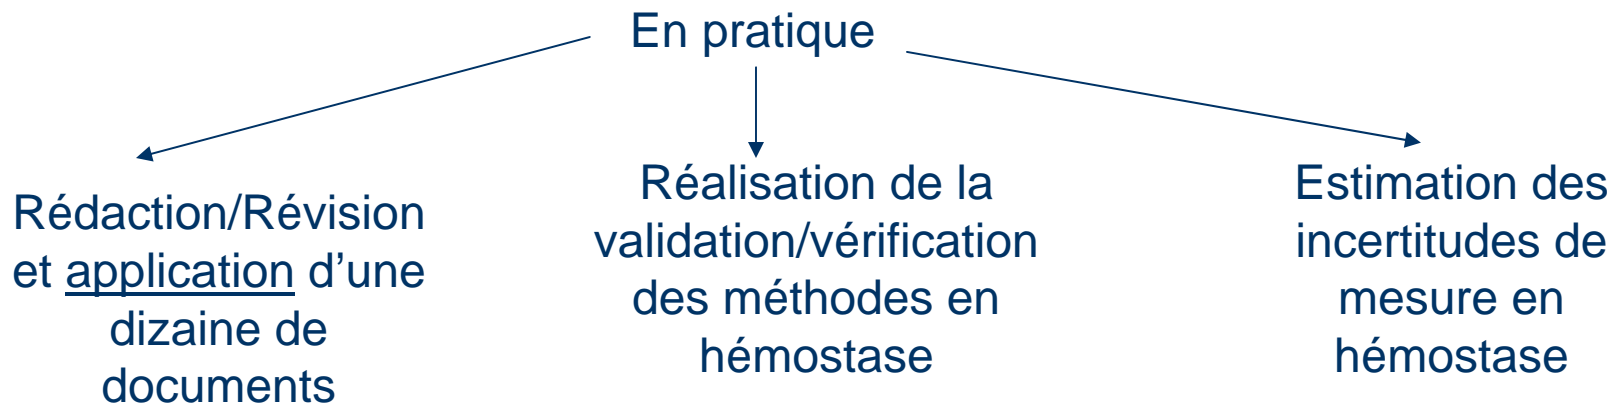 En pratique
Rédaction/Révision
et application d'une
dizaine de
documents
Réalisation de la
validation/vérification
des méthodes en
hémostase
Estimation des
incertitudes de
mesure en
hémostase